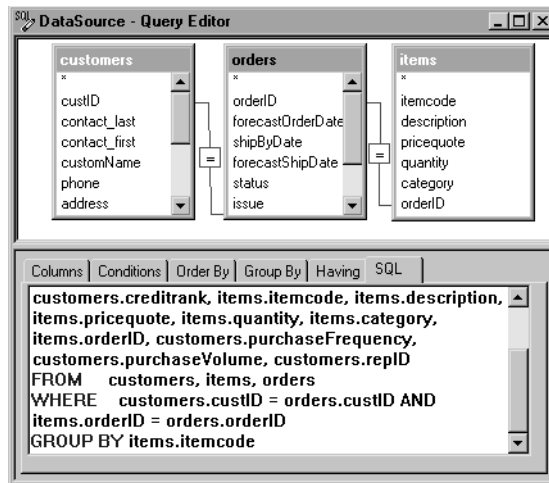 SQL DataSource - Query Editor
customers orders items
* * *
custID orderID itemcode
contact_last forecastOrderDate description
contact_first shipByDate pricequote
customName forecastShipDate quantity
phone status category
address issue orderID
= =
Columns Conditions Order By Group By Having SQL
customers.creditrank, items.itemcode, items.description,
items.pricequote, items.quantity, items.category,
items.orderID, customers.purchaseFrequency,
customers.purchaseVolume, customers.repID
FROM customers, items, orders
WHERE customers.custID = orders.custID AND
items.orderID = orders.orderID
GROUP BY items.itemcode